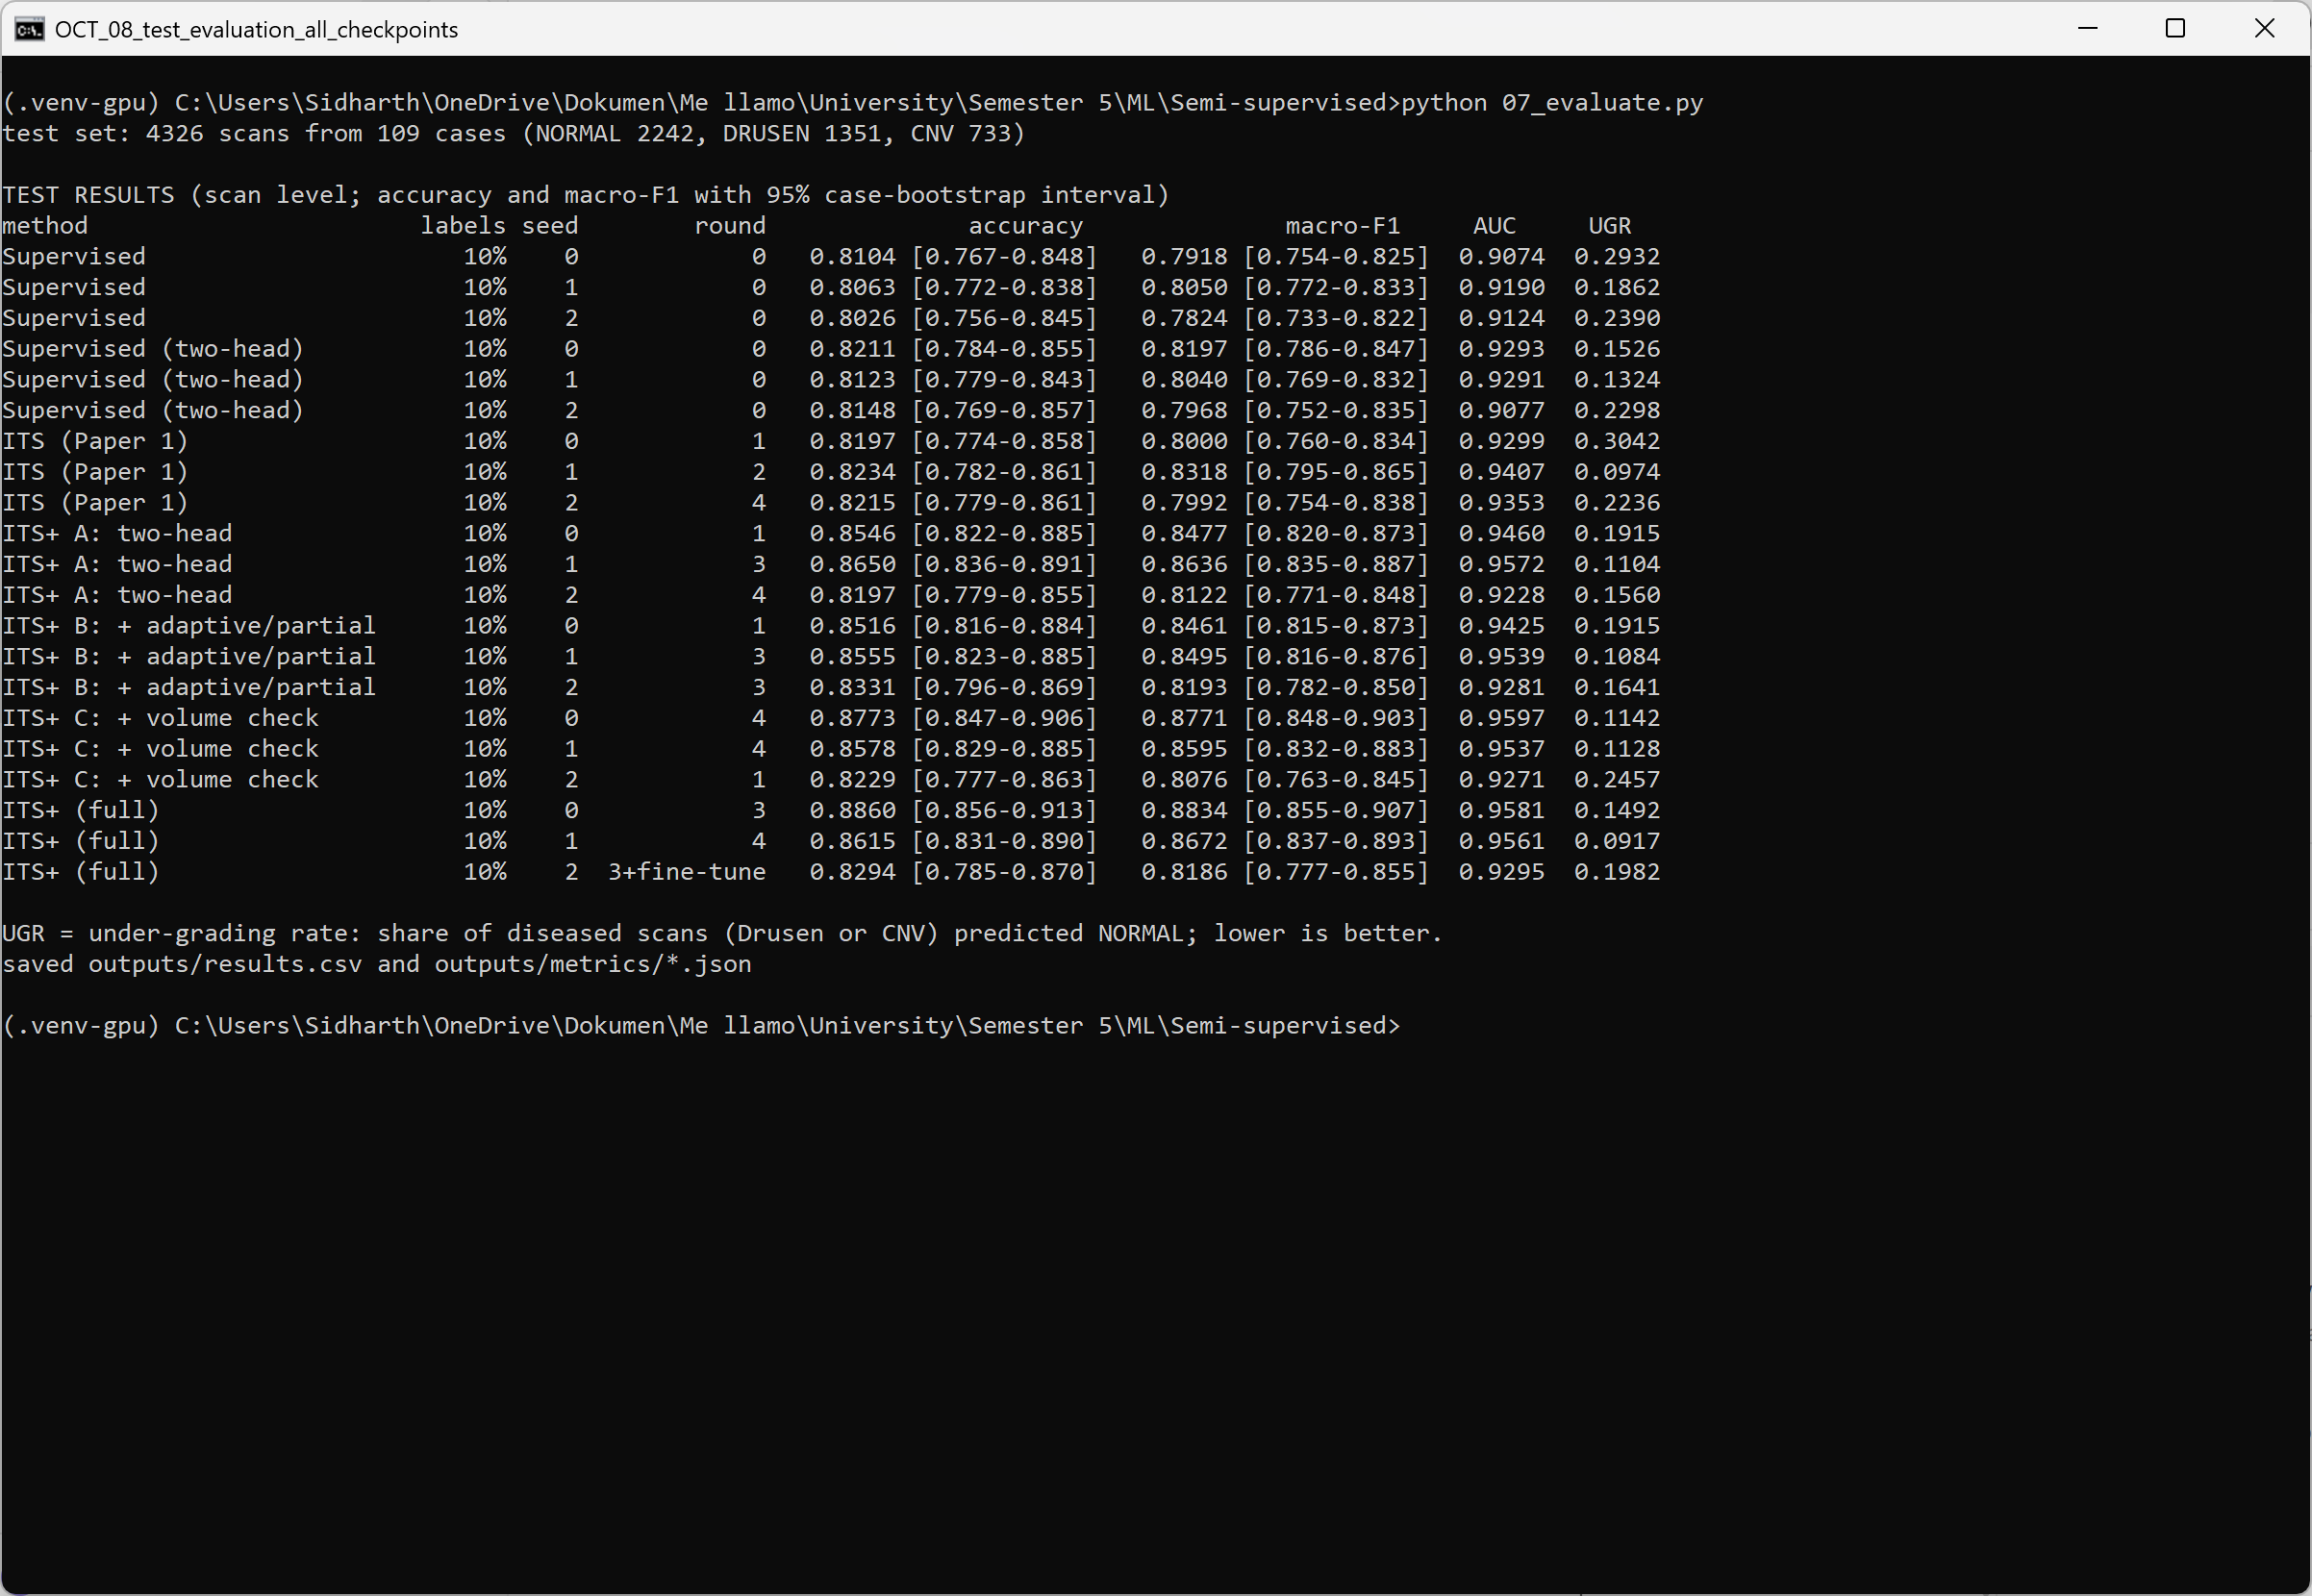 OCT_08_test_evaluation_all_checkpoints
(.venv-gpu) C:\Users\Sidharth\OneDrive\Dokumen\Me llamo\University\Semester 5\ML\Semi-supervised>python 07_evaluate.py
test set: 4326 scans from 109 cases (NORMAL 2242, DRUSEN 1351, CNV 733)
TEST RESULTS (scan level; accuracy and macro-F1 with 95% case-bootstrap interval)
method labels seed round accuracy macro-F1 AUC UGR
Supervised 10% 0 0 0.8104 [0.767-0.848] 0.7918 [0.754-0.825] 0.9074 0.2932
Supervised 10% 1 0 0.8063 [0.772-0.838] 0.8050 [0.772-0.833] 0.9190 0.1862
Supervised 10% 2 0 0.8026 [0.756-0.845] 0.7824 [0.733-0.822] 0.9124 0.2390
Supervised (two-head) 10% 0 0 0.8211 [0.784-0.855] 0.8197 [0.786-0.847] 0.9293 0.1526
Supervised (two-head) 10% 1 0 0.8123 [0.779-0.843] 0.8040 [0.769-0.832] 0.9291 0.1324
Supervised (two-head) 10% 2 0 0.8148 [0.769-0.857] 0.7968 [0.752-0.835] 0.9077 0.2298
ITS (Paper 1) 10% 0 1 0.8197 [0.774-0.858] 0.8000 [0.760-0.834] 0.9299 0.3042
ITS (Paper 1) 10% 1 2 0.8234 [0.782-0.861] 0.8318 [0.795-0.865] 0.9407 0.0974
ITS (Paper 1) 10% 2 4 0.8215 [0.779-0.861] 0.7992 [0.754-0.838] 0.9353 0.2236
ITS+ A: two-head 10% 0 1 0.8546 [0.822-0.885] 0.8477 [0.820-0.873] 0.9460 0.1915
ITS+ A: two-head 10% 1 3 0.8650 [0.836-0.891] 0.8636 [0.835-0.887] 0.9572 0.1104
ITS+ A: two-head 10% 2 4 0.8197 [0.779-0.855] 0.8122 [0.771-0.848] 0.9228 0.1560
ITS+ B: + adaptive/partial 10% 0 1 0.8516 [0.816-0.884] 0.8461 [0.815-0.873] 0.9425 0.1915
ITS+ B: + adaptive/partial 10% 1 3 0.8555 [0.823-0.885] 0.8495 [0.816-0.876] 0.9539 0.1084
ITS+ B: + adaptive/partial 10% 2 3 0.8331 [0.796-0.869] 0.8193 [0.782-0.850] 0.9281 0.1641
ITS+ C: + volume check 10% 0 4 0.8773 [0.847-0.906] 0.8771 [0.848-0.903] 0.9597 0.1142
ITS+ C: + volume check 10% 1 4 0.8578 [0.829-0.885] 0.8595 [0.832-0.883] 0.9537 0.1128
ITS+ C: + volume check 10% 2 1 0.8229 [0.777-0.863] 0.8076 [0.763-0.845] 0.9271 0.2457
ITS+ (full) 10% 0 3 0.8860 [0.856-0.913] 0.8834 [0.855-0.907] 0.9581 0.1492
ITS+ (full) 10% 1 4 0.8615 [0.831-0.890] 0.8672 [0.837-0.893] 0.9561 0.0917
ITS+ (full) 10% 2 3+fine-tune 0.8294 [0.785-0.870] 0.8186 [0.777-0.855] 0.9295 0.1982
UGR = under-grading rate: share of diseased scans (Drusen or CNV) predicted NORMAL; lower is better.
saved outputs/results.csv and outputs/metrics/*.json
(.venv-gpu) C:\Users\Sidharth\OneDrive\Dokumen\Me llamo\University\Semester 5\ML\Semi-supervised>